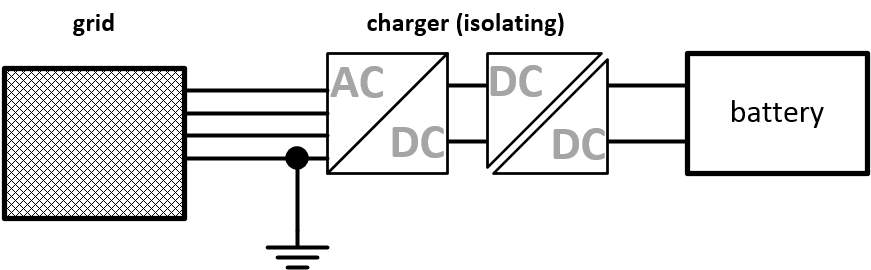 grid
charger (isolating)
AC
DC
DC
DC
battery